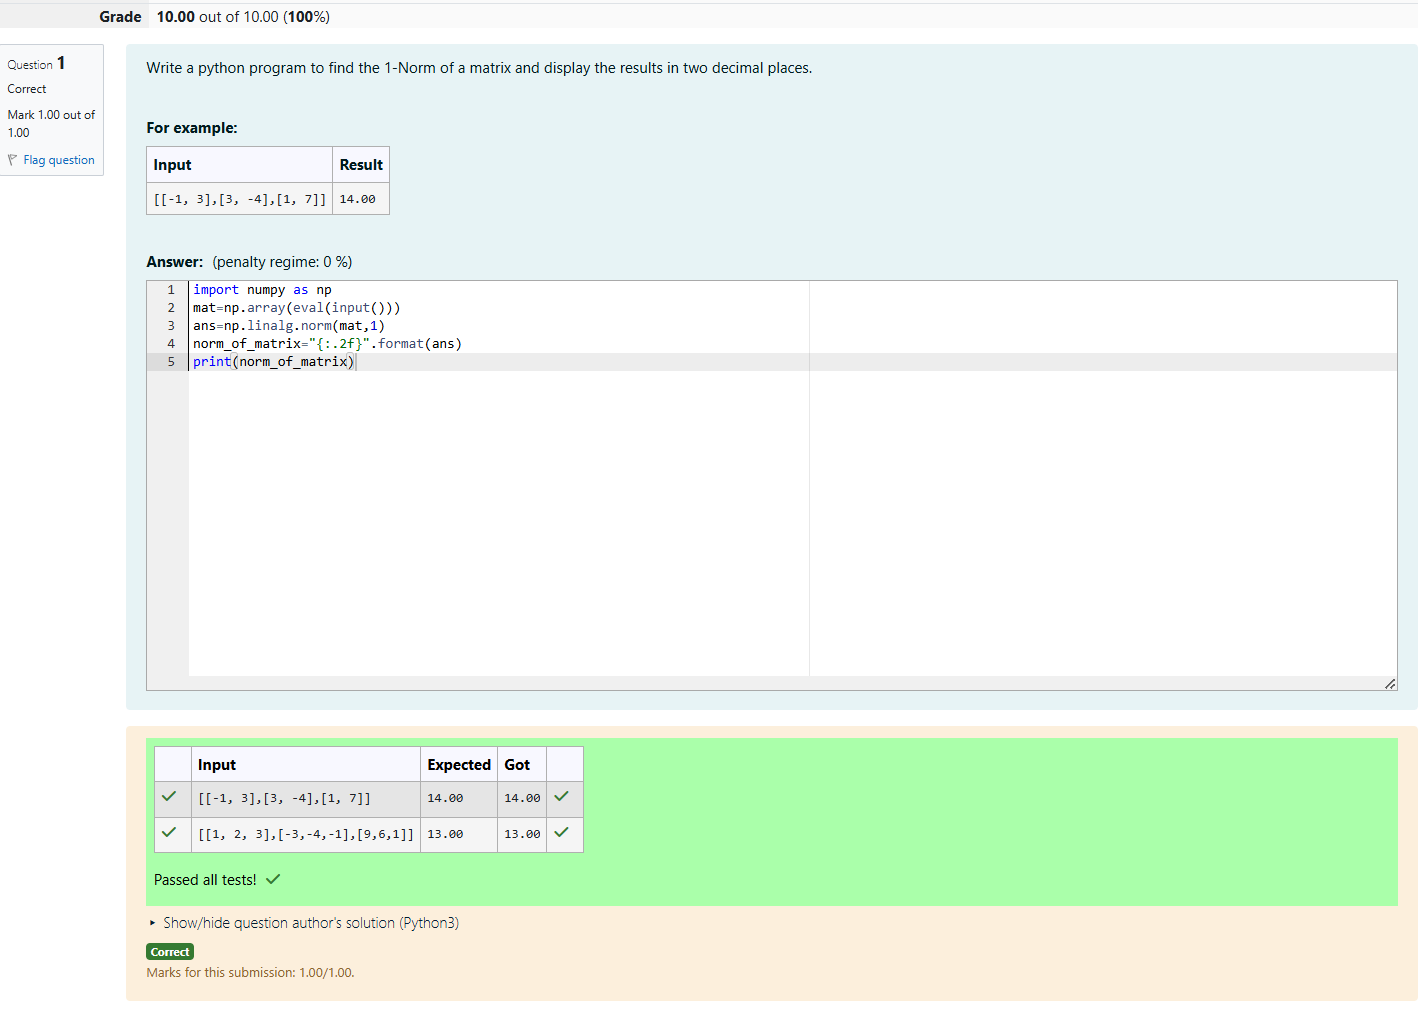 Grade 10.00 out of 10.00 (100%)
Question 1
Correct
Mark 1.00 out of
1.00
Flag question
Write a python program to find the 1-Norm of a matrix and display the results in two decimal places.
For example:
Input Result
[[-1, 3],[3, -4],[1, 7]] 14.00
Answer: (penalty regime: 0 %)
1 import numpy as np
2 mat=np.array(eval(input()))
3 ans=np.linalg.norm(mat,1)
4 norm_of_matrix="{:.2f}".format(ans)
5 print(norm_of_matrix)
Input Expected Got
[[-1, 3],[3, -4],[1, 7]] 14.00 14.00
[[1, 2, 3],[-3,-4,-1],[9,6,1]] 13.00 13.00
Passed all tests!
Show/hide question author's solution (Python3)
Correct
Marks for this submission: 1.00/1.00.